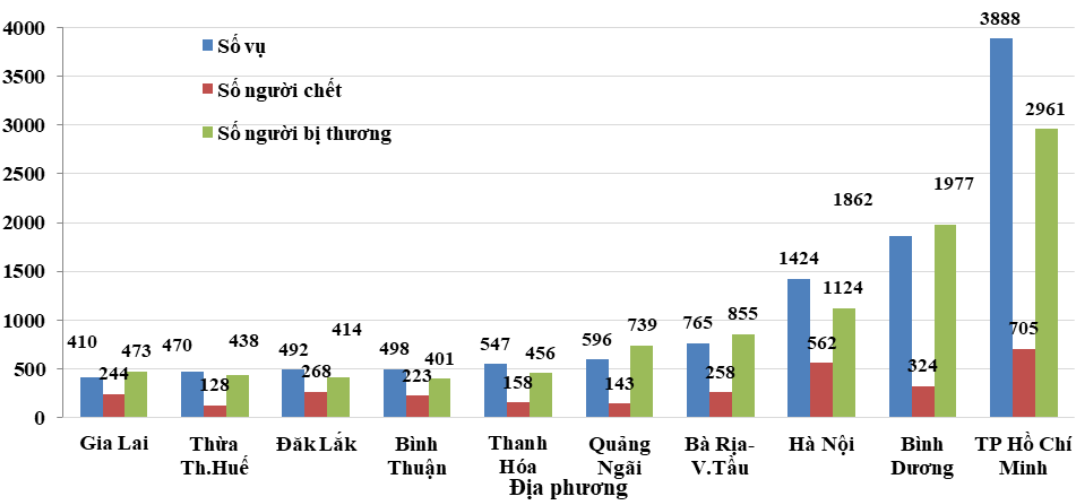 4000
3500
3000
2500
2000
1500
1000
500
0
Số vụ
Số người chết
Số người bị thương
410 244 473
470 128 438
492 268 414
498 223 401
547 158 456
596 143 739
765 258 855
1424 562 1124
1862 324 1977
3888 705 2961
Gia Lai
Thừa
Th.Huế
Đăk Lắk
Bình
Thuận
Thanh
Hóa
Quảng
Ngãi
Bà Rịa-
V.Tầu
Hà Nội
Bình
Dương
TP Hồ Chí
Minh
Địa phương